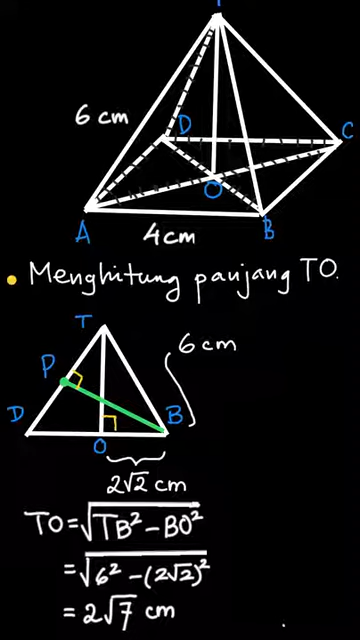 D
C
6 cm
O
A
B
4cm
• Menghitung panjang TO.
T
6 cm
P
D
B
O
2√2 cm
TO = √TB² − BO²
= √6² − (2√2)²
= 2√7 cm